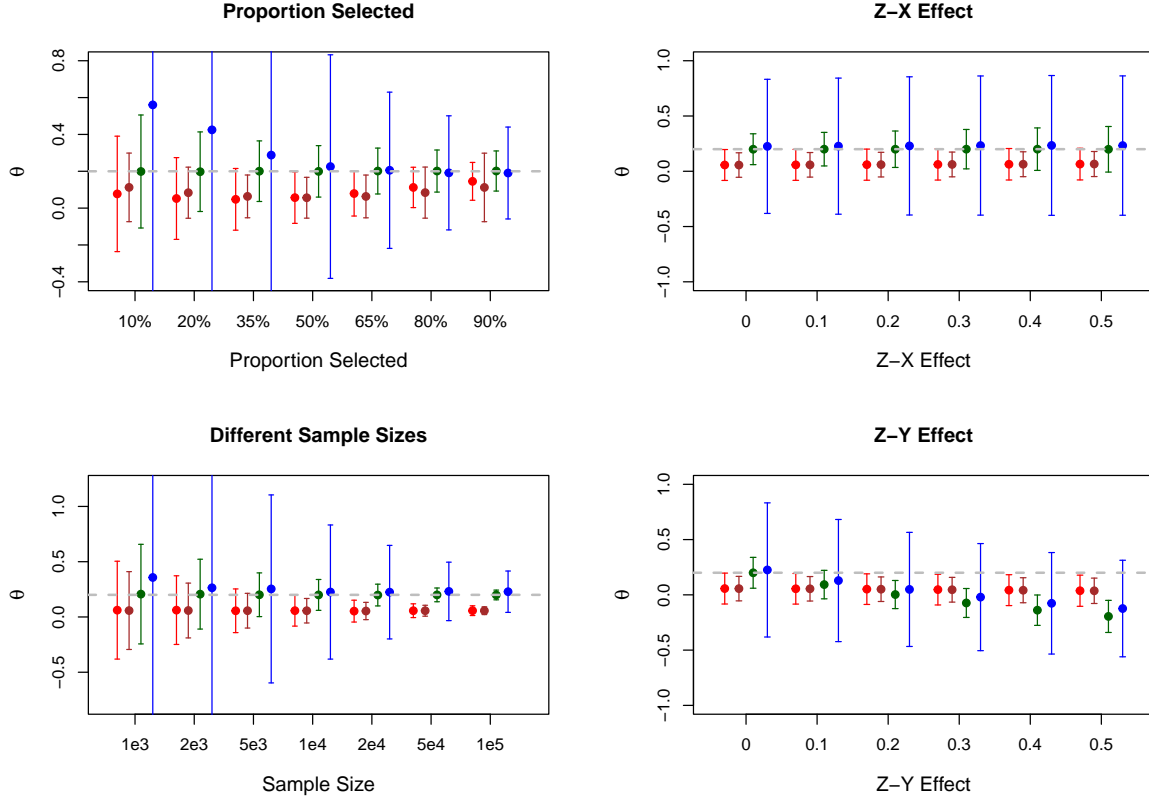 Proportion Selected
θ
0.8
0.4
0.0
−0.4
10% 20% 35% 50% 65% 80% 90%
Proportion Selected
Z−X Effect
θ
1.0
0.5
0.0
−0.5
−1.0
0 0.1 0.2 0.3 0.4 0.5
Z−X Effect
Different Sample Sizes
θ
1.0
0.5
0.0
−0.5
1e3 2e3 5e3 1e4 2e4 5e4 1e5
Sample Size
Z−Y Effect
θ
1.0
0.5
0.0
−0.5
−1.0
0 0.1 0.2 0.3 0.4 0.5
Z−Y Effect